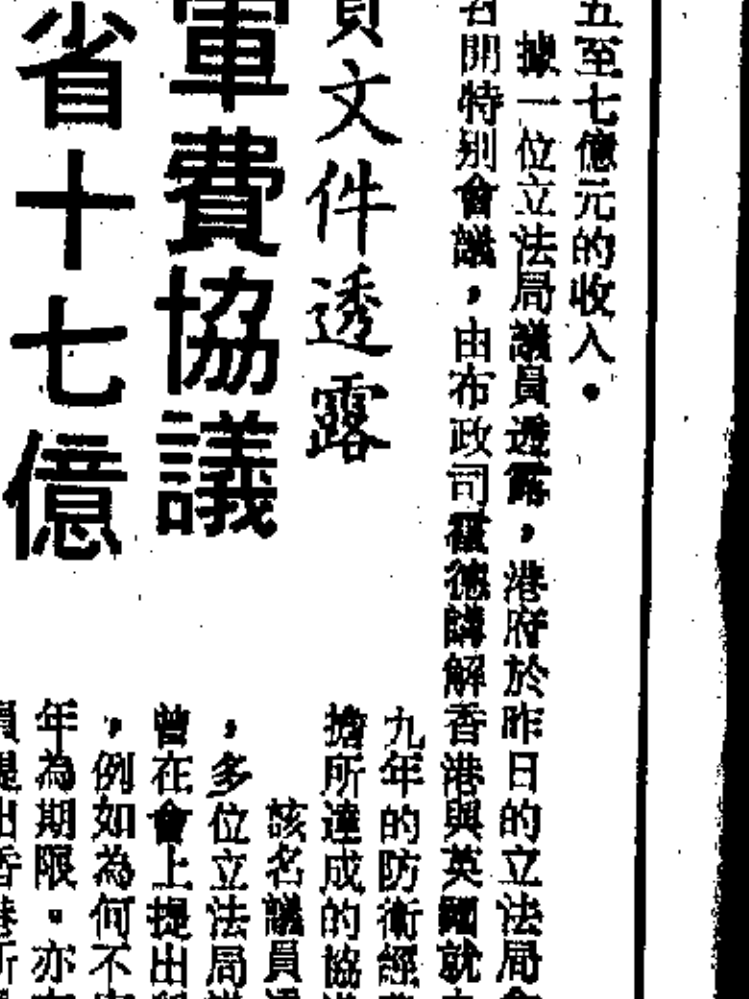 五至七億元的收入。
據一位立法局議員透露，港府於昨日的立法局
開特別會議，由布政司霍德講解香港與英國就
文件透露
軍費協議
省十七億
九年的防衛經
擔所達成的協
該名議員
，多位立法局
曾在會上提出
，例如為何不
年為期限。亦
員提出香港所